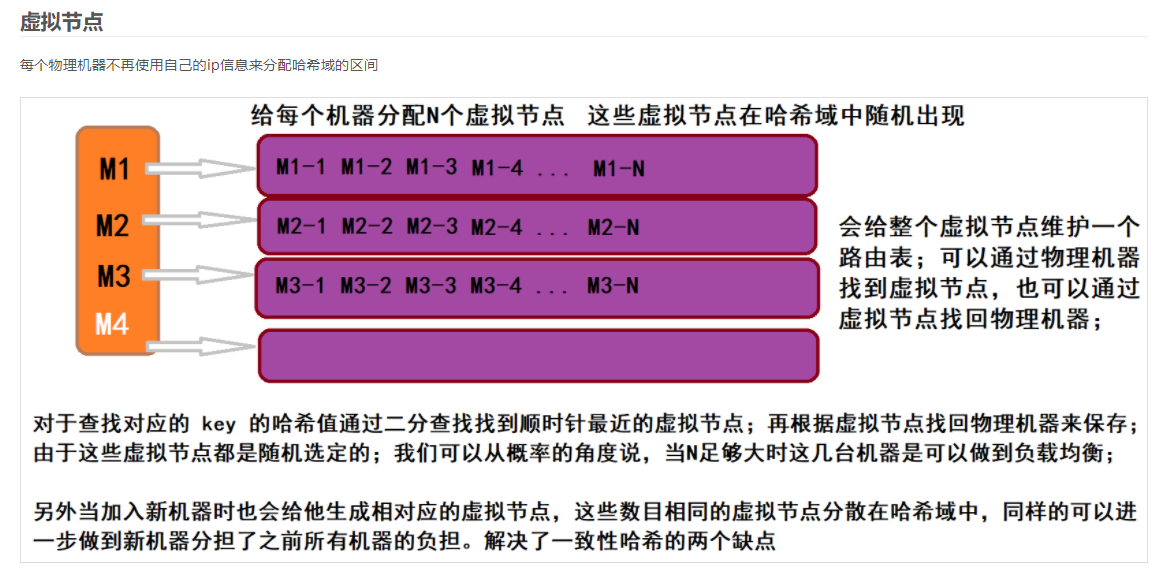 虚拟节点
每个物理机器不再使用自己的ip信息来分配哈希域的区间
给每个机器分配N个虚拟节点 这些虚拟节点在哈希域中随机出现
M1
M1-1 M1-2 M1-3 M1-4 ... M1-N
M2
M2-1 M2-2 M2-3 M2-4 ... M2-N
M3
M3-1 M3-2 M3-3 M3-4 ... M3-N
M4
会给整个虚拟节点维护一个
路由表；可以通过物理机器
找到虚拟节点，也可以通过
虚拟节点找回物理机器；
对于查找对应的 key 的哈希值通过二分查找找到顺时针最近的虚拟节点；再根据虚拟节点找回物理机器来保存；
由于这些虚拟节点都是随机选定的；我们可以从概率的角度说，当N足够大时这几台机器是可以做到负载均衡；
另外当加入新机器时也会给他生成相对应的虚拟节点，这些数目相同的虚拟节点分散在哈希域中，同样的可以进
一步做到新机器分担了之前所有机器的负担。解决了一致性哈希的两个缺点